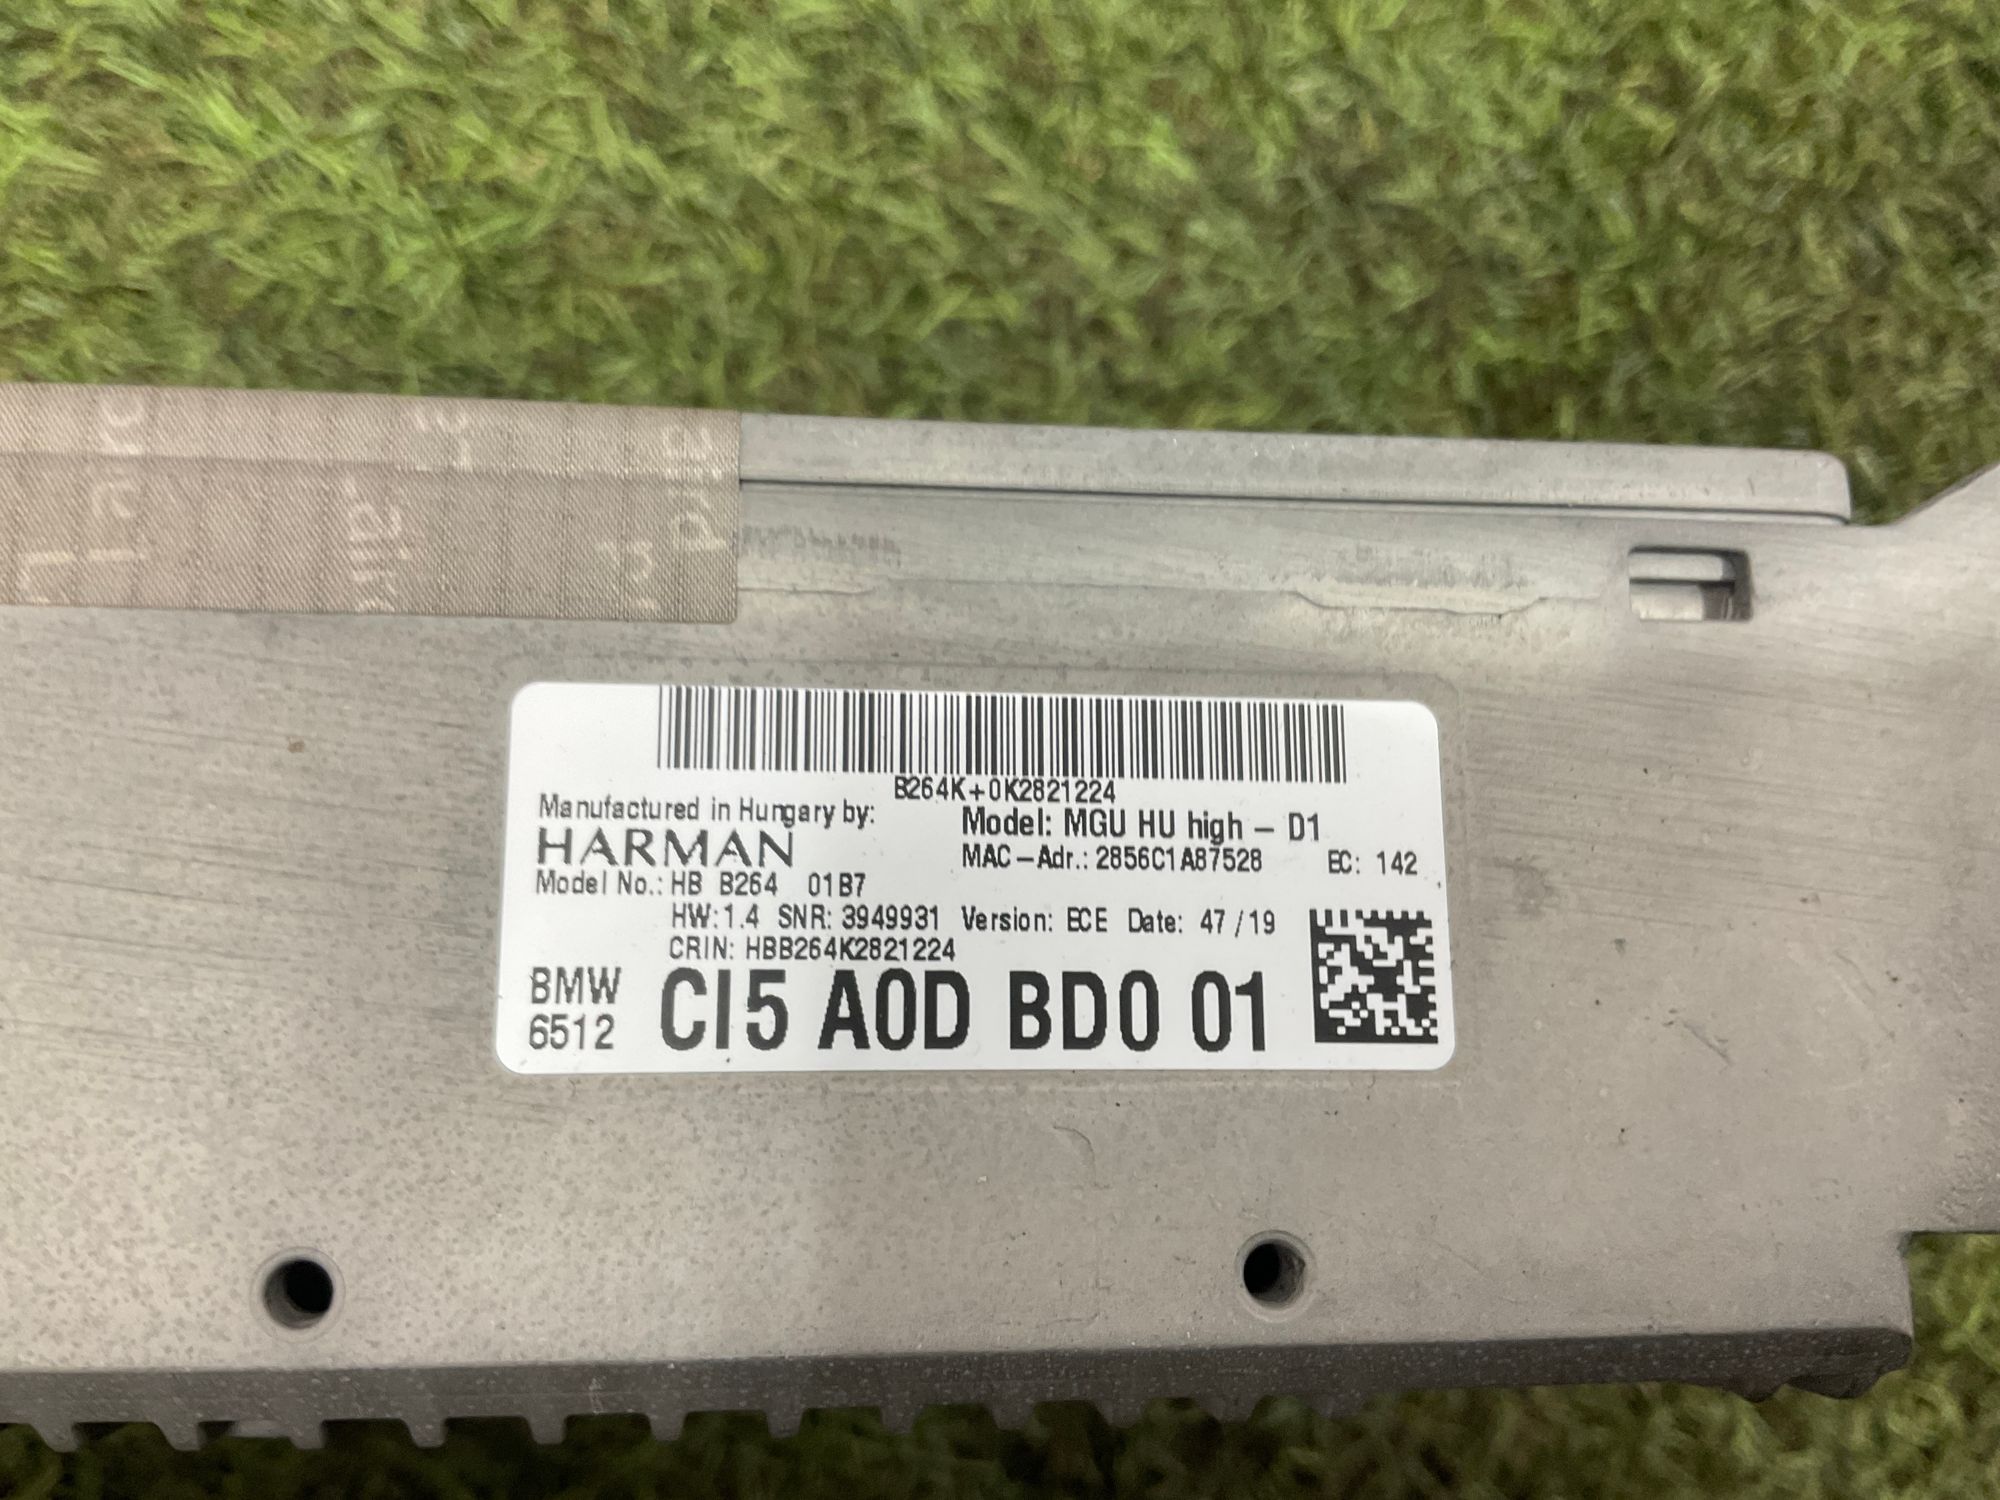 B264K+0K2821224
Manufactured in Hungary by:
HARMAN
Model: MGU HU high – D1
MAC–Adr.: 2856C1A87528 EC: 142
Model No.: HB B264 01B7
HW:1.4 SNR: 3949931 Version: ECE Date: 47/19
CRIN: HBB264K2821224
BMW
6512
CI5 A0D BD0 01